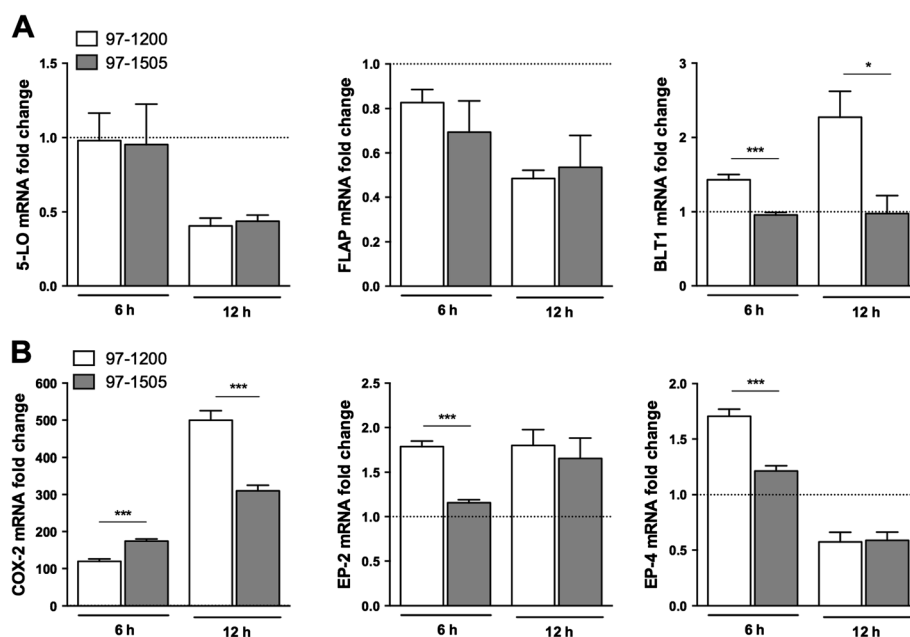 A
97-1200
97-1505
5-LO mRNA fold change
1.5
1.0
0.5
0.0
6 h
12 h
FLAP mRNA fold change
1.0
0.8
0.6
0.4
0.2
0.0
6 h
12 h
BLT1 mRNA fold change
3
2
1
0
***
*
6 h
12 h
B
97-1200
97-1505
COX-2 mRNA fold change
600
500
400
300
200
100
0
***
***
6 h
12 h
EP-2 mRNA fold change
2.5
2.0
1.5
1.0
0.5
0.0
***
6 h
12 h
EP-4 mRNA fold change
2.0
1.5
1.0
0.5
0.0
***
6 h
12 h